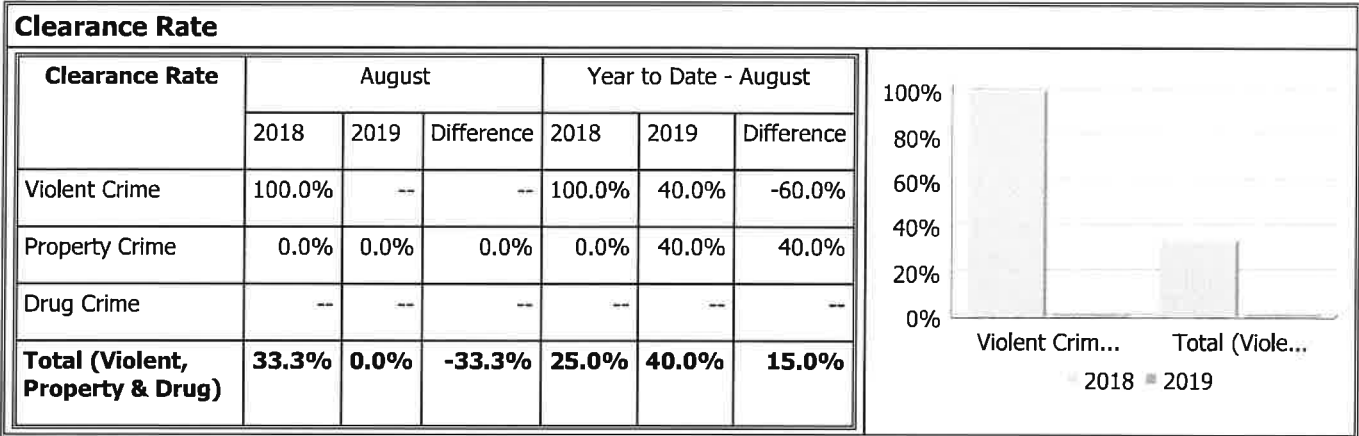 Clearance Rate
Clearance Rate August Year to Date - August
2018 2019 Difference 2018 2019 Difference
Violent Crime 100.0% -- -- 100.0% 40.0% -60.0%
Property Crime 0.0% 0.0% 0.0% 0.0% 40.0% 40.0%
Drug Crime -- -- -- -- -- --
Total (Violent, 33.3% 0.0% -33.3% 25.0% 40.0% 15.0%
Property & Drug)
100%
80%
60%
40%
20%
0%
Violent Crim... Total (Viole...
2018 2019